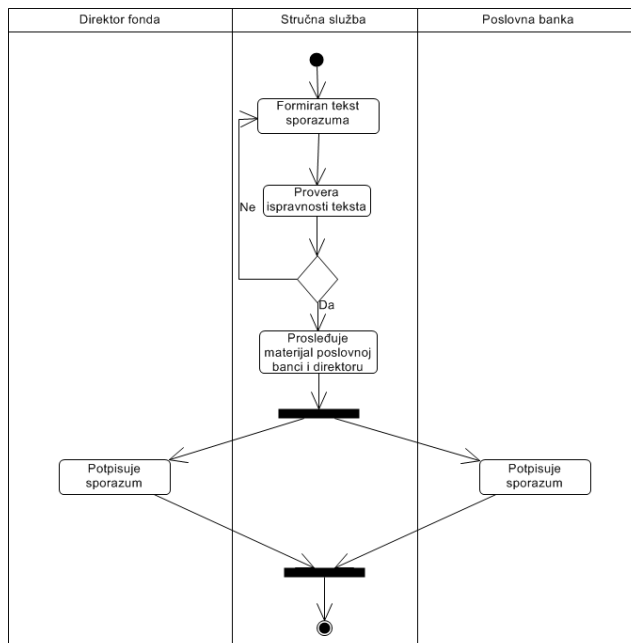 Direktor fonda
Stručna služba
Poslovna banka
Formiran tekst
sporazuma
Provera
ispravnosti teksta
Ne
Da
Prosleđuje
materijal poslovnoj
banci i direktoru
Potpisuje
sporazum
Potpisuje
sporazum